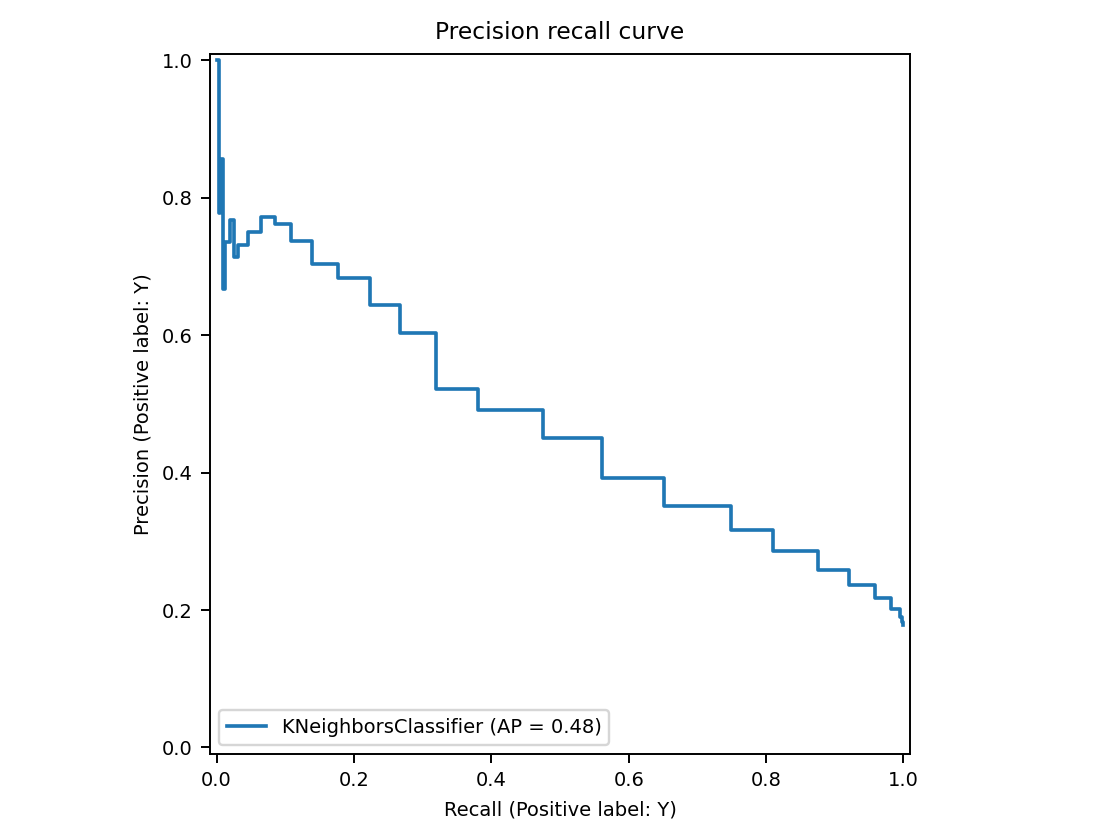 Precision recall curve
1.0
0.8
0.6
0.4
0.2
0.0
Precision (Positive label: Y)
KNeighborsClassifier (AP = 0.48)
0.0 0.2 0.4 0.6 0.8 1.0
Recall (Positive label: Y)